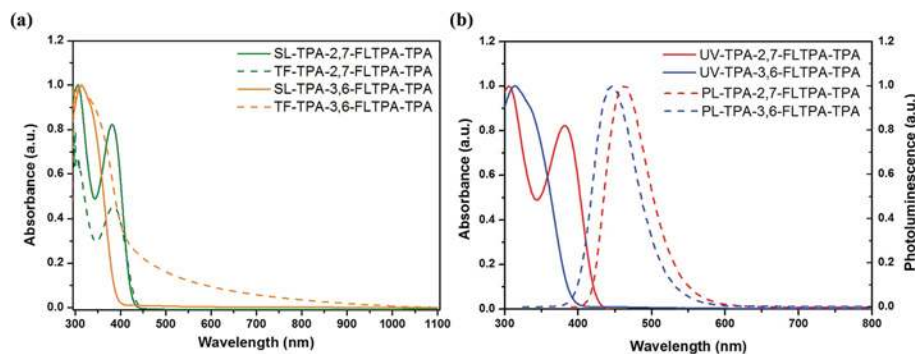 (a)
1.2
1.0
0.8
0.6
0.4
0.2
0.0
Absorbance (a.u.)
SL-TPA-2,7-FLTPA-TPA
TF-TPA-2,7-FLTPA-TPA
SL-TPA-3,6-FLTPA-TPA
TF-TPA-3,6-FLTPA-TPA
300 400 500 600 700 800 900 1000 1100
Wavelength (nm)
(b)
1.2
1.0
0.8
0.6
0.4
0.2
0.0
Absorbance (a.u.)
UV-TPA-2,7-FLTPA-TPA
UV-TPA-3,6-FLTPA-TPA
PL-TPA-2,7-FLTPA-TPA
PL-TPA-3,6-FLTPA-TPA
1.2
1.0
0.8
0.6
0.4
0.2
0.0
Photoluminescence (a.u.)
300 400 500 600 700 800
Wavelength (nm)